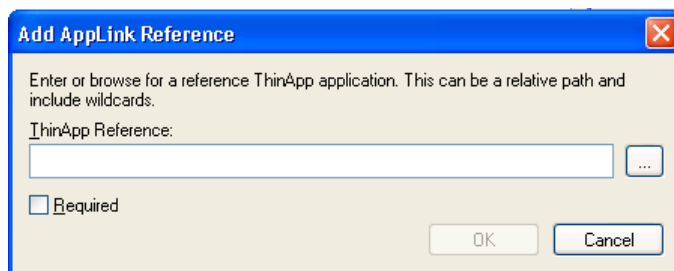 Add AppLink Reference
Enter or browse for a reference ThinApp application. This can be a relative path and
include wildcards.
ThinApp Reference:
...
Required
OK Cancel